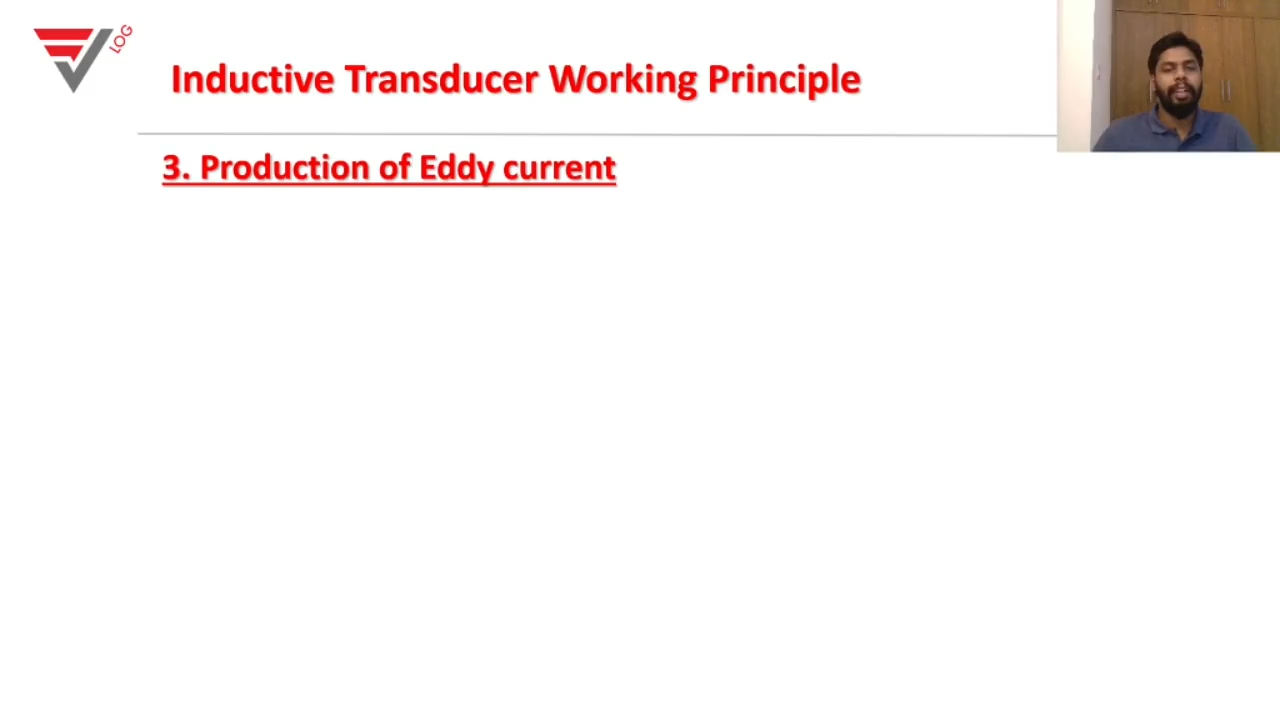 LOG
Inductive Transducer Working Principle
3. Production of Eddy current